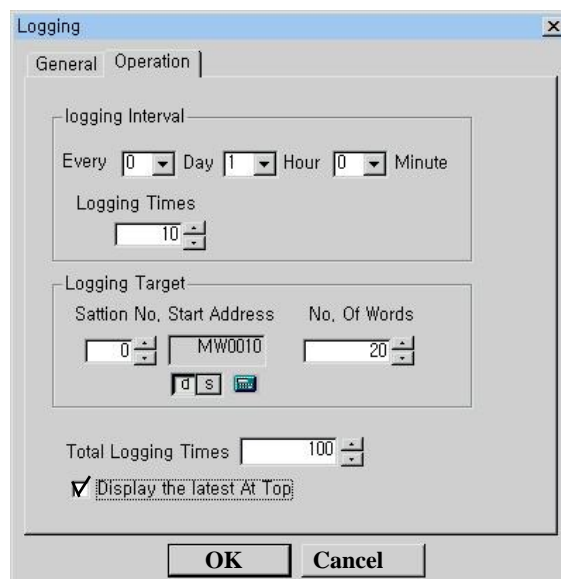 Logging
General Operation
logging Interval
Every 0 Day 1 Hour 0 Minute
Logging Times
10
Logging Target
Sattion No. Start Address No. Of Words
0 MW0010 20
d s
Total Logging Times 100
Display the latest At Top
OK Cancel